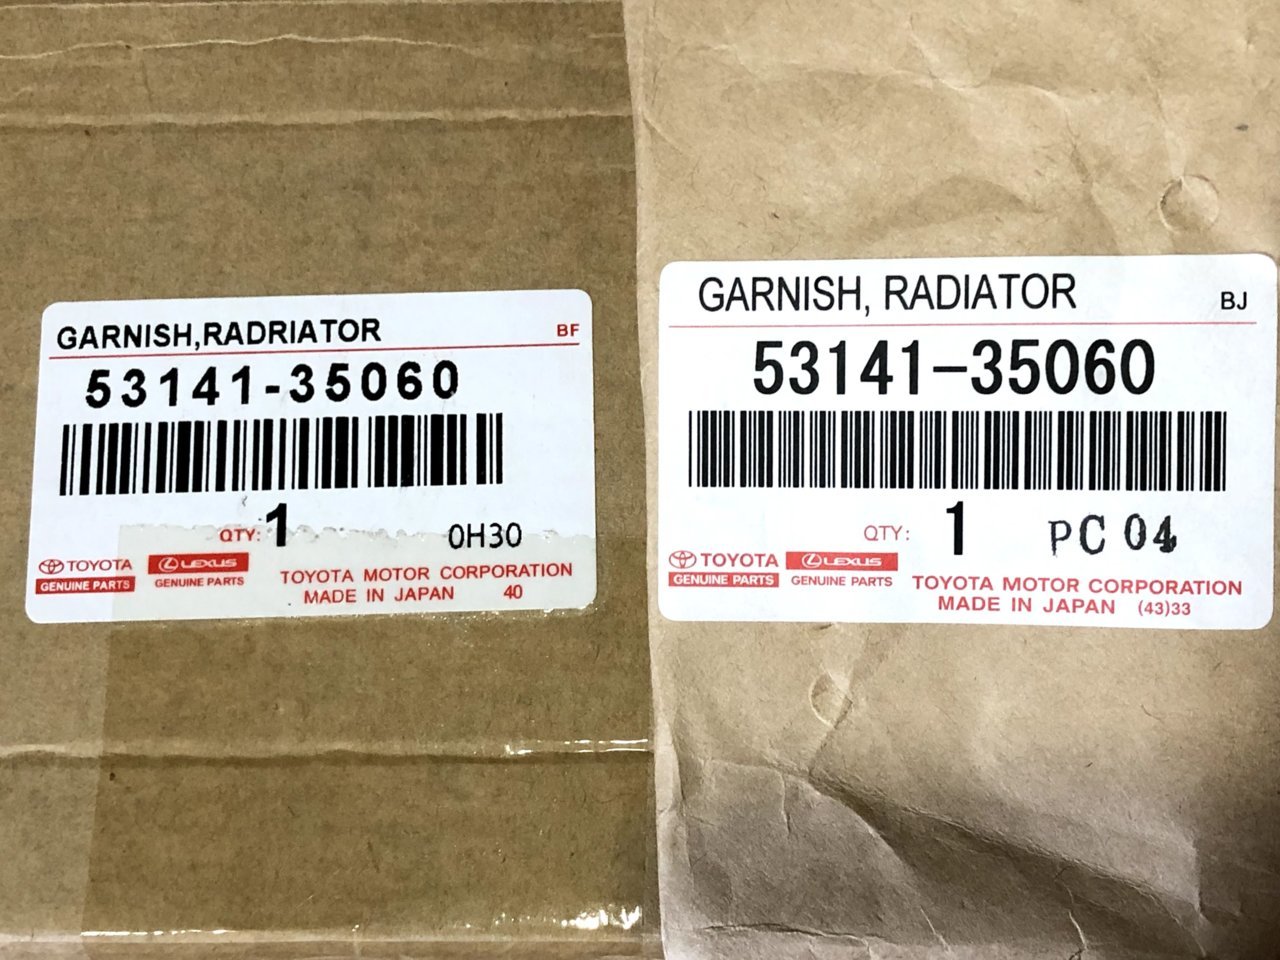 GARNISH,RADRIATOR BF
53141-35060
QTY: 1 0H30
TOYOTA LEXUS
GENUINE PARTS GENUINE PARTS
TOYOTA MOTOR CORPORATION
MADE IN JAPAN 40
GARNISH, RADIATOR BJ
53141-35060
QTY: 1 PC 04
TOYOTA LEXUS
GENUINE PARTS GENUINE PARTS
TOYOTA MOTOR CORPORATION
MADE IN JAPAN (43)33